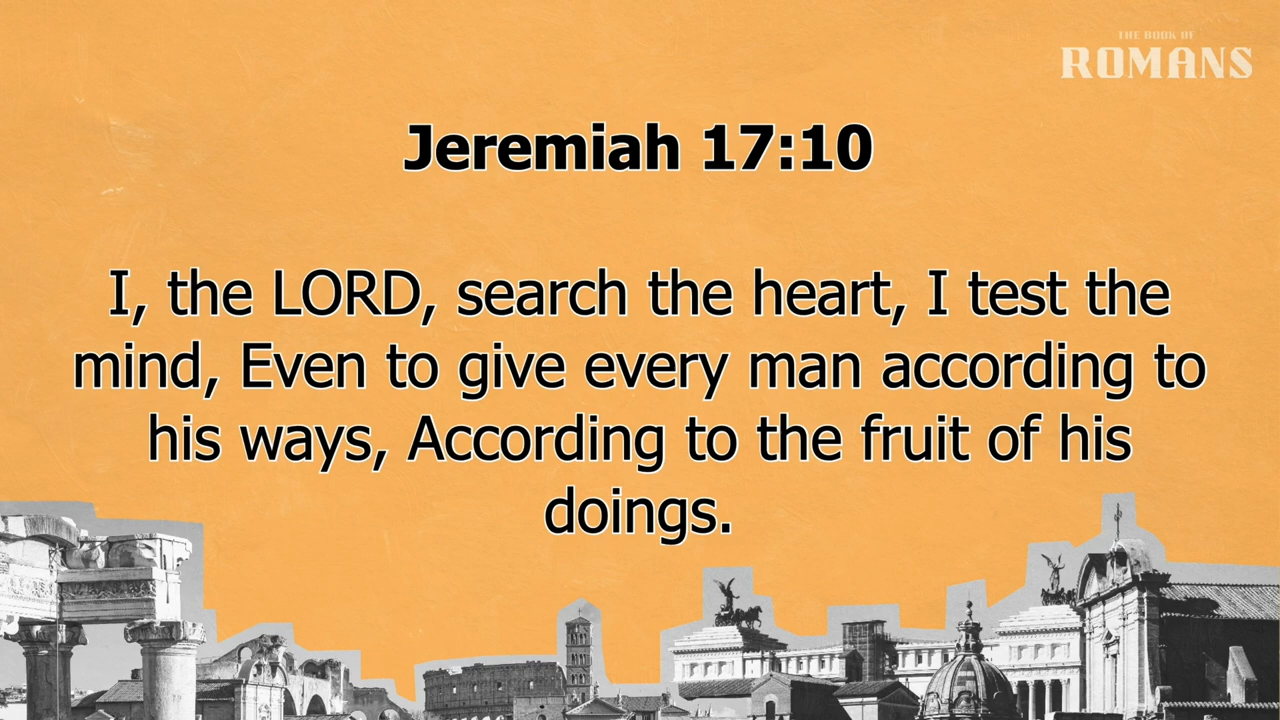 THE BOOK OF
ROMANS
Jeremiah 17:10
I, the LORD, search the heart, I test the
mind, Even to give every man according to
his ways, According to the fruit of his
doings.